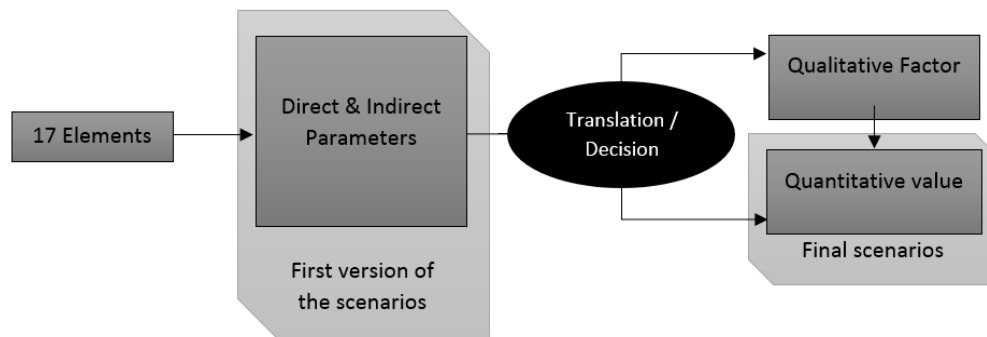 17 Elements
Direct & Indirect
Parameters
First version of
the scenarios
Translation /
Decision
Qualitative Factor
Quantitative value
Final scenarios